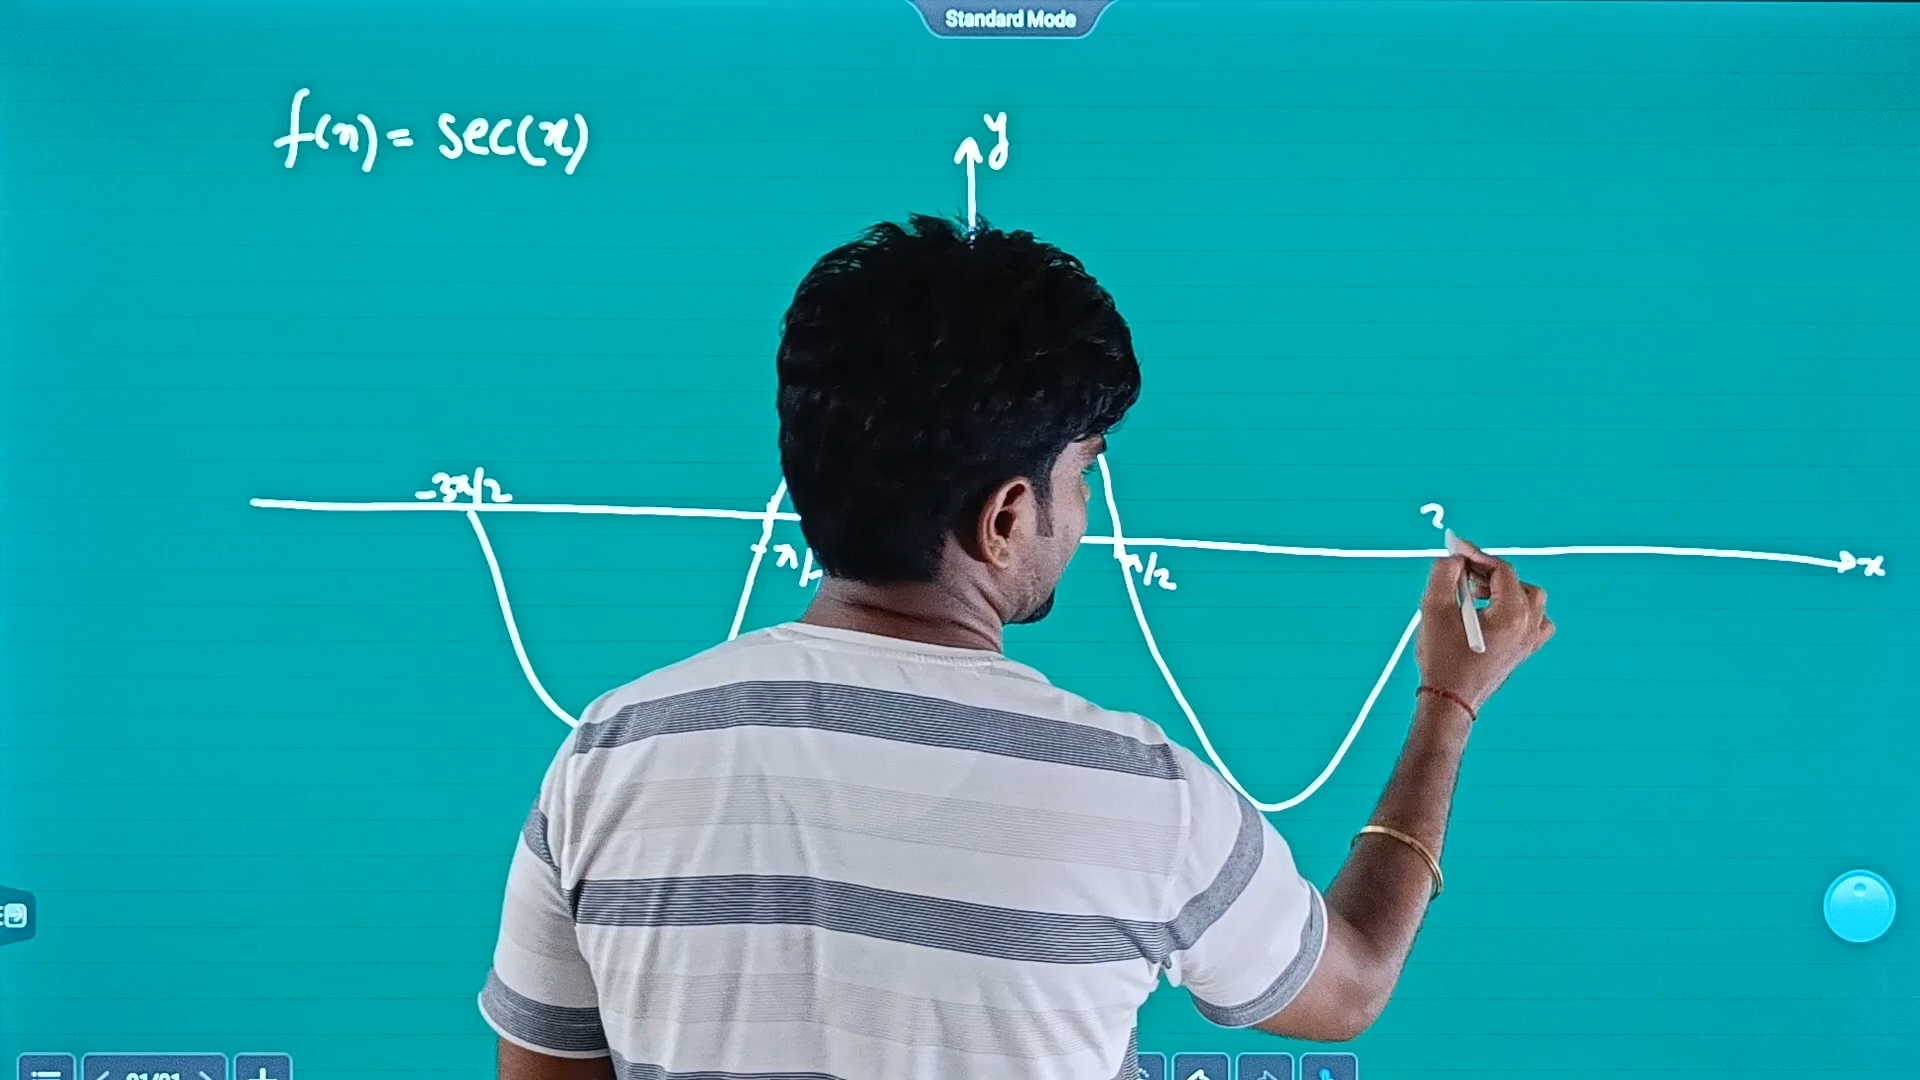 Standard Mode
f(x) = sec(x)
y
-3π/2
-π/
π/2
x